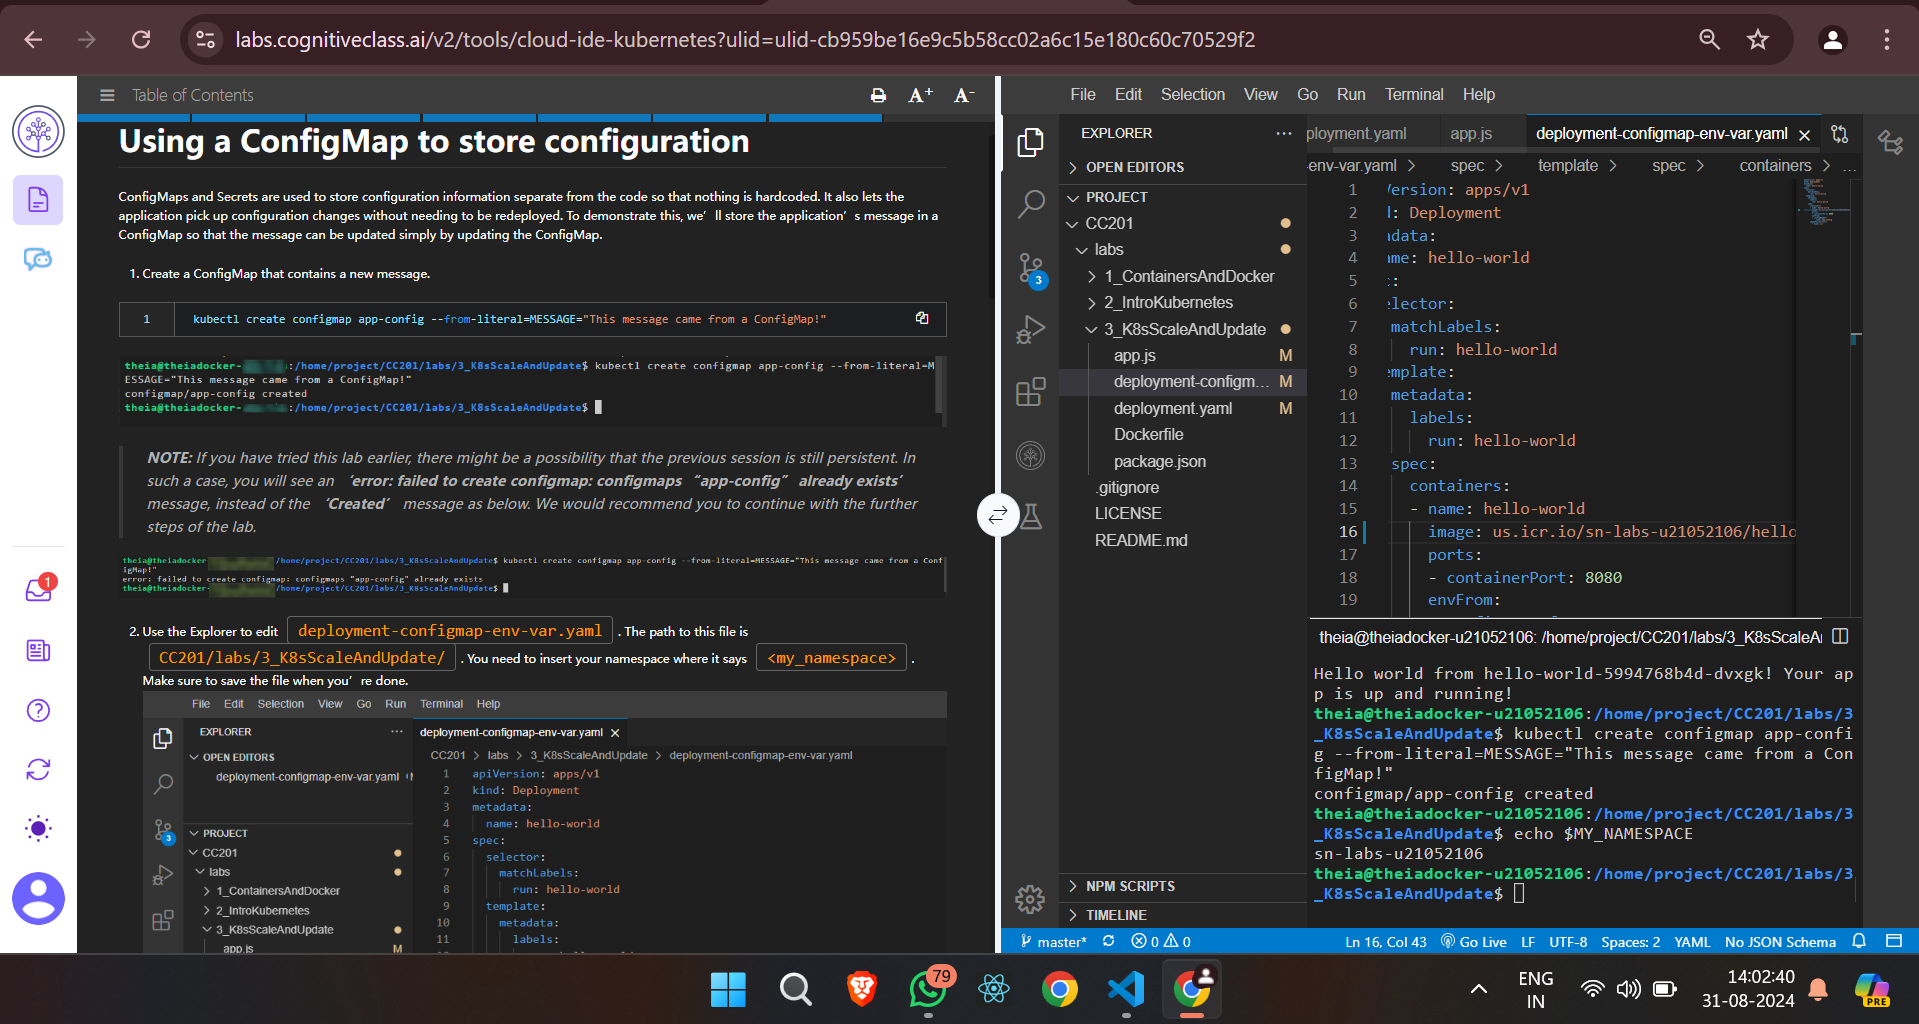 labs.cognitiveclass.ai/v2/tools/cloud-ide-kubernetes?ulid=ulid-cb959be16e9c5b58cc02a6c15e180c60c70529f2
Table of Contents
A+ A-
Using a ConfigMap to store configuration
ConfigMaps and Secrets are used to store configuration information separate from the code so that nothing is hardcoded. It also lets the
application pick up configuration changes without needing to be redeployed. To demonstrate this, we’ll store the application’s message in a
ConfigMap so that the message can be updated simply by updating the ConfigMap.
1. Create a ConfigMap that contains a new message.
1 kubectl create configmap app-config --from-literal=MESSAGE="This message came from a ConfigMap!"
theia@theiadocker- :/home/project/CC201/labs/3_K8sScaleAndUpdate$ kubectl create configmap app-config --from-literal=M
ESSAGE="This message came from a ConfigMap!"
configmap/app-config created
theia@theiadocker- :/home/project/CC201/labs/3_K8sScaleAndUpdate$
NOTE: If you have tried this lab earlier, there might be a possibility that the previous session is still persistent. In
such a case, you will see an ‘error: failed to create configmap: configmaps “app-config” already exists’
message, instead of the ‘Created’ message as below. We would recommend you to continue with the further
steps of the lab.
theia@theiadocker- /home/project/CC201/labs/3_K8sScaleAndUpdate$ kubectl create configmap app-config --from-literal=MESSAGE="This message came from a Conf
igMap!"
error: failed to create configmap: configmaps "app-config" already exists
theia@theiadocker- /home/project/CC201/labs/3_K8sScaleAndUpdate$
2. Use the Explorer to edit deployment-configmap-env-var.yaml . The path to this file is
CC201/labs/3_K8sScaleAndUpdate/ . You need to insert your namespace where it says <my_namespace> .
Make sure to save the file when you’re done.
File Edit Selection View Go Run Terminal Help
EXPLORER
OPEN EDITORS
deployment-configmap-env-var.yaml
PROJECT
CC201
labs
1_ContainersAndDocker
2_IntroKubernetes
3_K8sScaleAndUpdate
app.js M
3
deployment-configmap-env-var.yaml
CC201 > labs > 3_K8sScaleAndUpdate > deployment-configmap-env-var.yaml
1 apiVersion: apps/v1
2 kind: Deployment
3 metadata:
4 name: hello-world
5 spec:
6 selector:
7 matchLabels:
8 run: hello-world
9 template:
10 metadata:
11 labels:
1
File Edit Selection View Go Run Terminal Help
3
EXPLORER
OPEN EDITORS
PROJECT
CC201
labs
1_ContainersAndDocker
2_IntroKubernetes
3_K8sScaleAndUpdate
app.js M
deployment-configm... M
deployment.yaml M
Dockerfile
package.json
.gitignore
LICENSE
README.md
NPM SCRIPTS
TIMELINE
ployment.yaml app.js deployment-configmap-env-var.yaml
env-var.yaml > spec > template > spec > containers > ...
1 Version: apps/v1
2 d: Deployment
3 adata:
4 ame: hello-world
5 c:
6 elector:
7 matchLabels:
8 run: hello-world
9 emplate:
10 metadata:
11 labels:
12 run: hello-world
13 spec:
14 containers:
15 - name: hello-world
16 image: us.icr.io/sn-labs-u21052106/hello
17 ports:
18 - containerPort: 8080
19 envFrom:
theia@theiadocker-u21052106: /home/project/CC201/labs/3_K8sScaleA
Hello world from hello-world-5994768b4d-dvxgk! Your ap
p is up and running!
theia@theiadocker-u21052106:/home/project/CC201/labs/3
_K8sScaleAndUpdate$ kubectl create configmap app-confi
g --from-literal=MESSAGE="This message came from a Con
figMap!"
configmap/app-config created
theia@theiadocker-u21052106:/home/project/CC201/labs/3
_K8sScaleAndUpdate$ echo $MY_NAMESPACE
sn-labs-u21052106
theia@theiadocker-u21052106:/home/project/CC201/labs/3
_K8sScaleAndUpdate$
master* 0 0 Ln 16, Col 43 Go Live LF UTF-8 Spaces: 2 YAML No JSON Schema
79
ENG
IN
14:02:40
31-08-2024
PRE